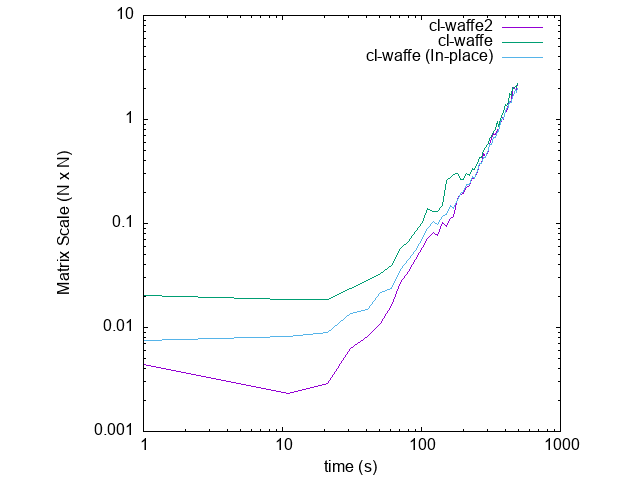 10
cl-waffe2
cl-waffe
cl-waffe (In-place)
1
Matrix Scale (N x N)
0.1
0.01
0.001
1 10 100 1000
time (s)